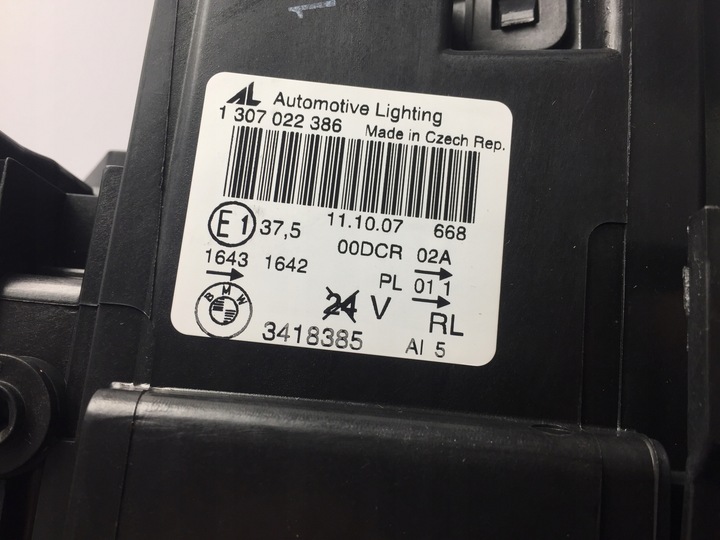 AL Automotive Lighting
1 307 022 386 Made in Czech Rep.
11.10.07 668
E1 37,5 00DCR 02A
1643 1642 PL 01 1
BMW 24 V RL
3418385 AI 5